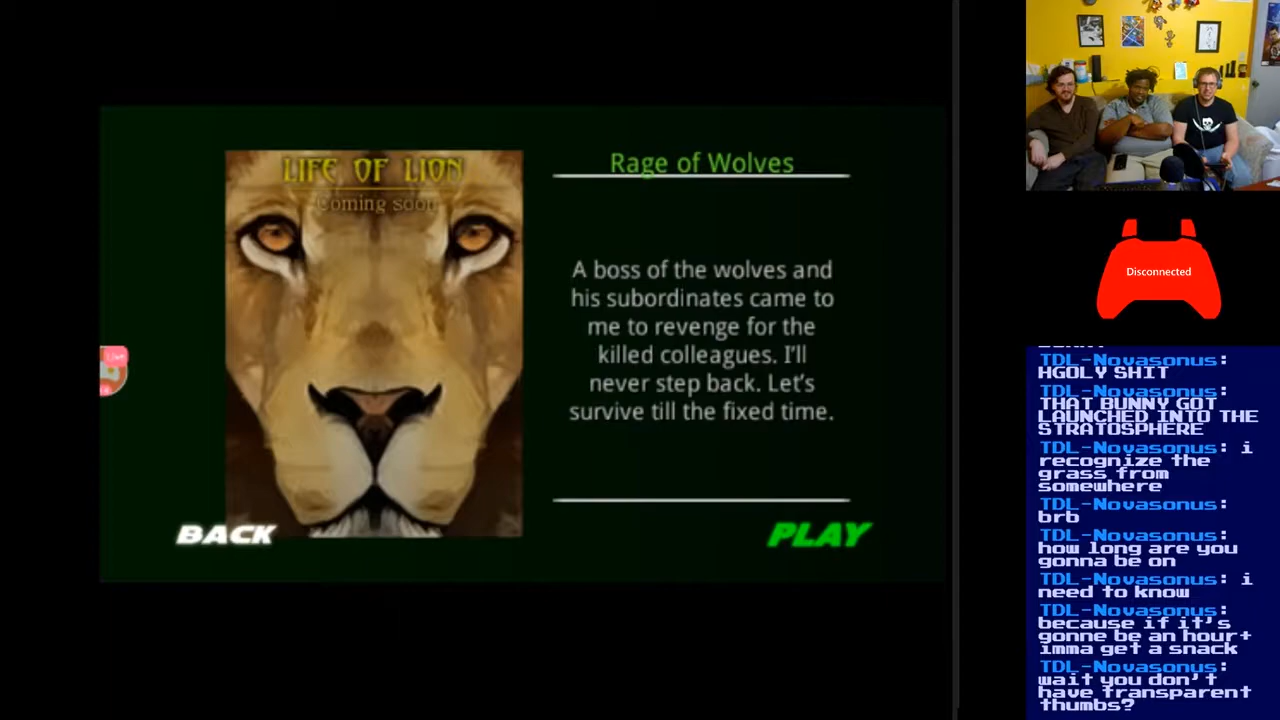 LIFE OF LION
Coming soon
Rage of Wolves
A boss of the wolves and
his subordinates came to
me to revenge for the
killed colleagues. I'll
never step back. Let's
survive till the fixed time.
BACK
PLAY
Disconnected
TDL-Novasonus:
HGOLY SHIT
TDL-Novasonus:
THAT BUNNY GOT
LAUNCHED INTO THE
STRATOSPHERE
TDL-Novasonus: i
recognize the
grass from
somewhere
TDL-Novasonus:
brb
TDL-Novasonus:
how long are you
gonna be on
TDL-Novasonus: i
need to know
TDL-Novasonus:
because if it's
gonne be an hour+
imma get a snack
TDL-Novasonus:
wait you don't
have transparent
thumbs?